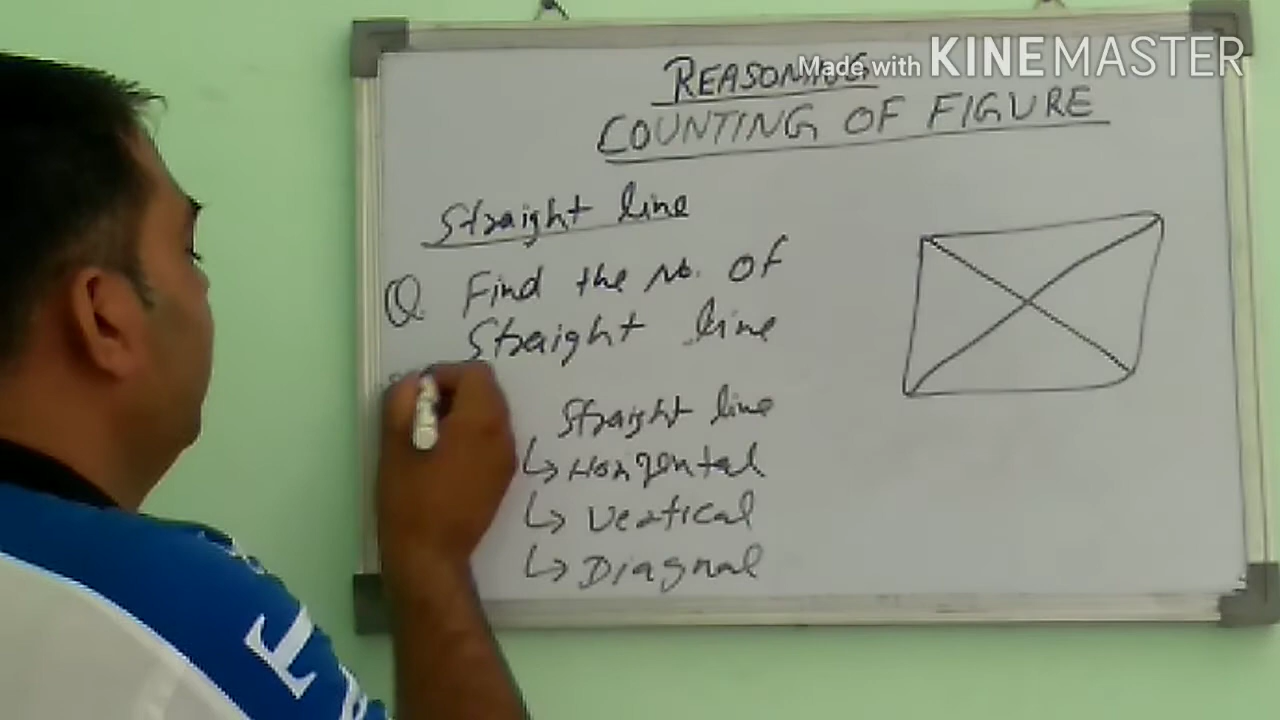 Made with KINEMASTER
REASONING
COUNTING OF FIGURE
Straight line
Q. Find the No. of
Straight line
Straight line
↳ Horizental
↳ Vertical
↳ Diagnal